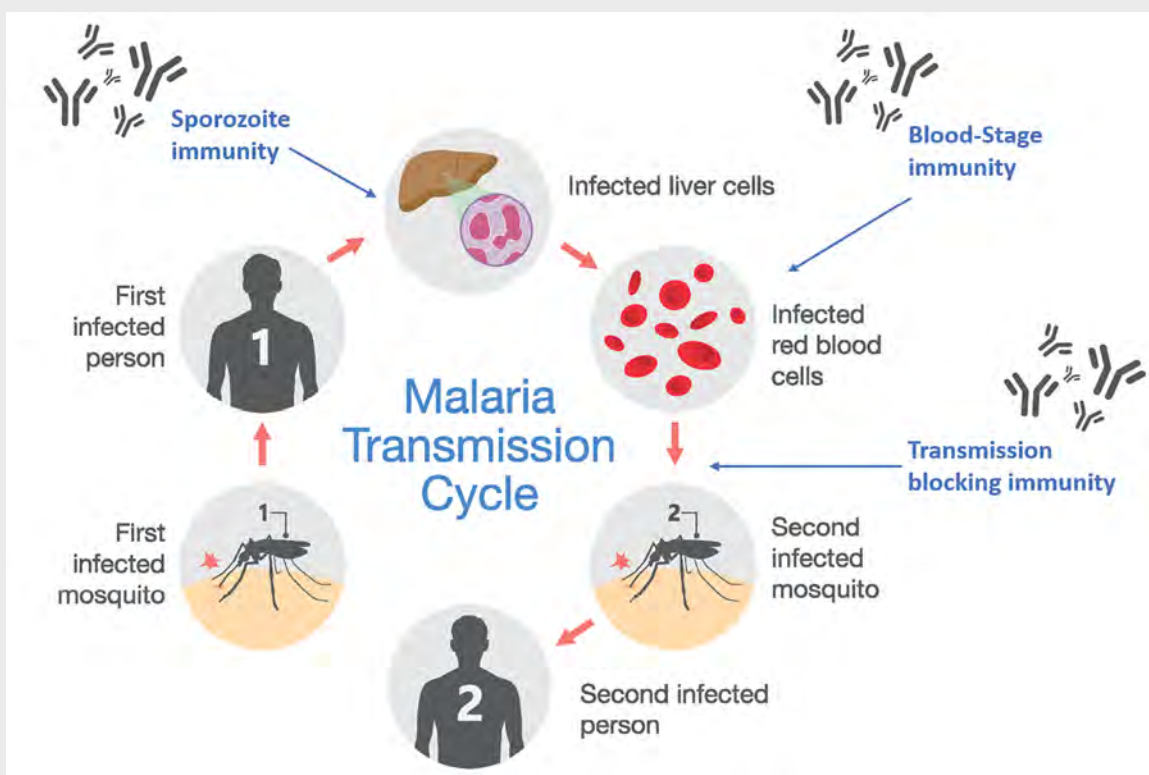 Sporozoite
immunity
Blood-Stage
immunity
Infected liver cells
First
infected
person
1
Infected
red blood
cells
Malaria
Transmission
Cycle
Transmission
blocking immunity
First
infected
mosquito
1
2
Second
infected
mosquito
2
Second infected
person